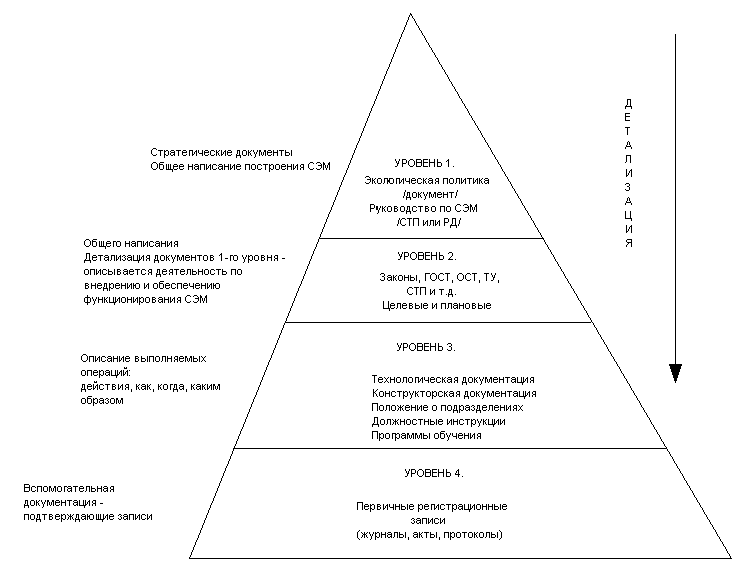 Стратегические документы
Общее написание построения СЭМ
УРОВЕНЬ 1.
Экологическая политика
/документ/
Руководство по СЭМ
/СТП или РД/
Общего написания
Детализация документов 1-го уровня -
описывается деятельность по
внедрению и обеспечению
функционирования СЭМ
УРОВЕНЬ 2.
Законы, ГОСТ, ОСТ, ТУ,
СТП и т.д.
Целевые и плановые
Описание выполняемых
операций:
действия, как, когда, каким
образом
УРОВЕНЬ 3.
Технологическая документация
Конструкторская документация
Положение о подразделениях
Должностные инструкции
Программы обучения
Вспомогательная
документация -
подтверждающие записи
УРОВЕНЬ 4.
Первичные регистрационные
записи
(журналы, акты, протоколы)
ДЕТАЛИЗАЦИЯ